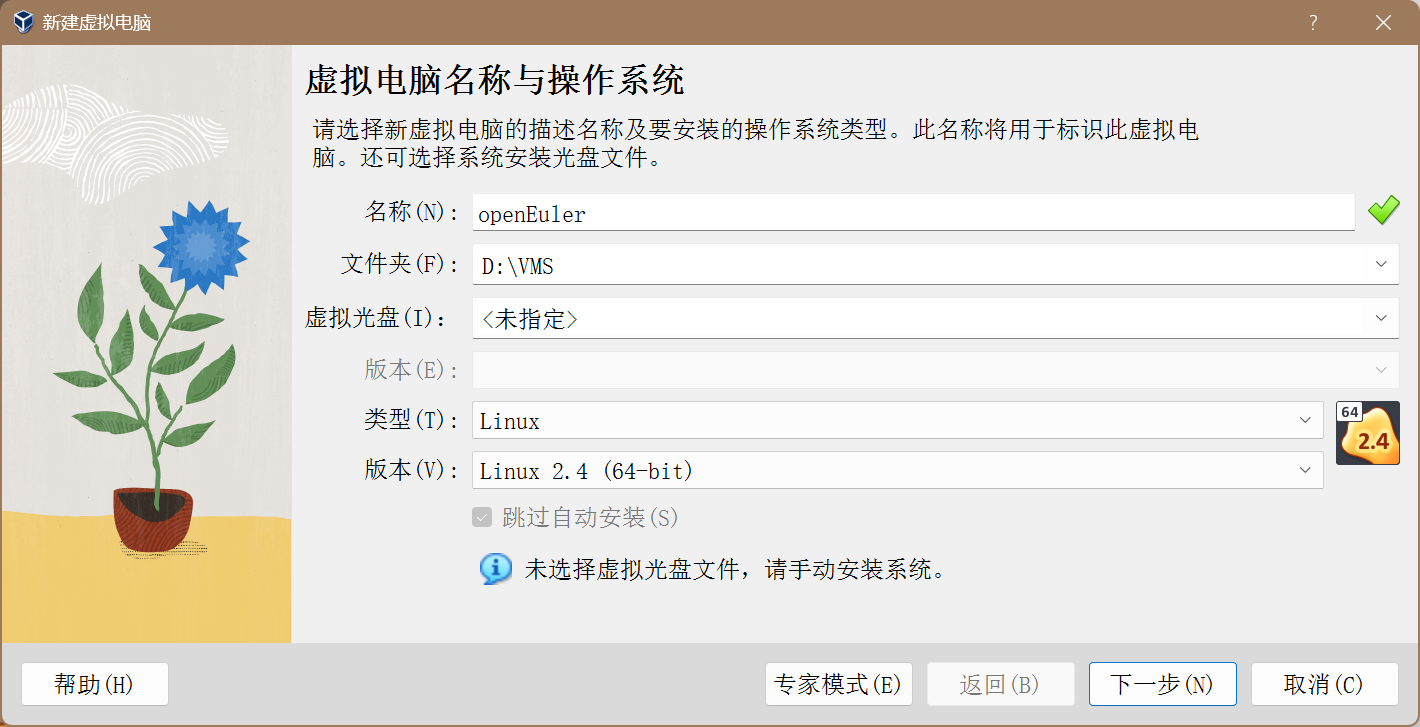 新建虚拟电脑
?
虚拟电脑名称与操作系统
请选择新虚拟电脑的描述名称及要安装的操作系统类型。此名称将用于标识此虚拟电
脑。还可选择系统安装光盘文件。
名称(N)： openEuler
文件夹(F)： D:\VMS
虚拟光盘(I)： <未指定>
版本(E)：
类型(T)： Linux
64
2.4
版本(V)： Linux 2.4 (64-bit)
跳过自动安装(S)
未选择虚拟光盘文件，请手动安装系统。
帮助(H) 专家模式(E) 返回(B) 下一步(N) 取消(C)